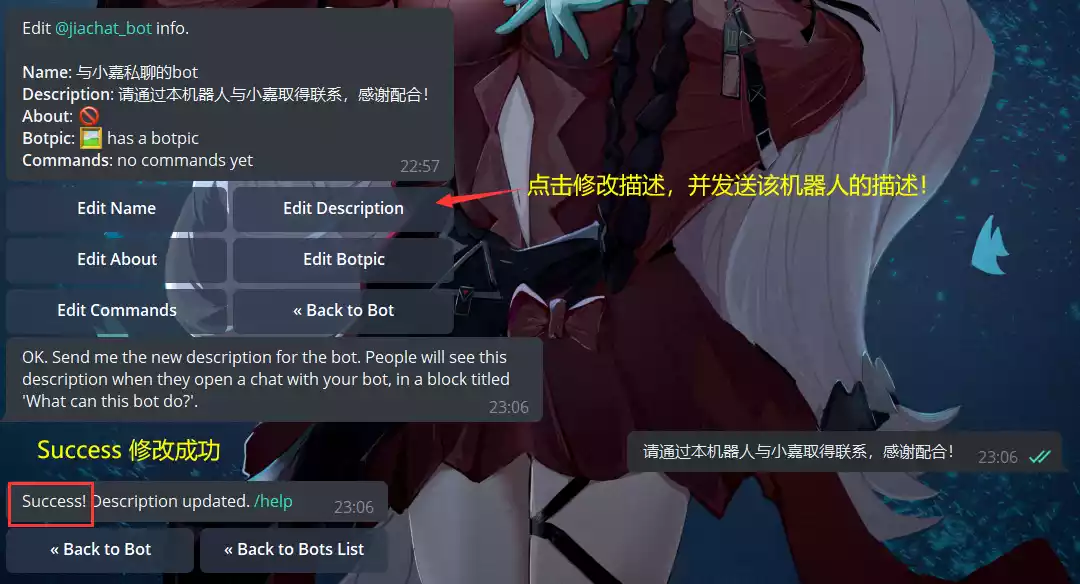 Edit @jiachat_bot info.
Name: 与小嘉私聊的bot
Description: 请通过本机器人与小嘉取得联系，感谢配合！
About: 🚫
Botpic: 🖼️ has a botpic
Commands: no commands yet
22:57
Edit Name
Edit Description
点击修改描述，并发送该机器人的描述！
Edit About
Edit Botpic
Edit Commands
« Back to Bot
OK. Send me the new description for the bot. People will see this
description when they open a chat with your bot, in a block titled
'What can this bot do?'.
23:06
Success 修改成功
请通过本机器人与小嘉取得联系，感谢配合！
23:06
Success! Description updated. /help
23:06
« Back to Bot
« Back to Bots List